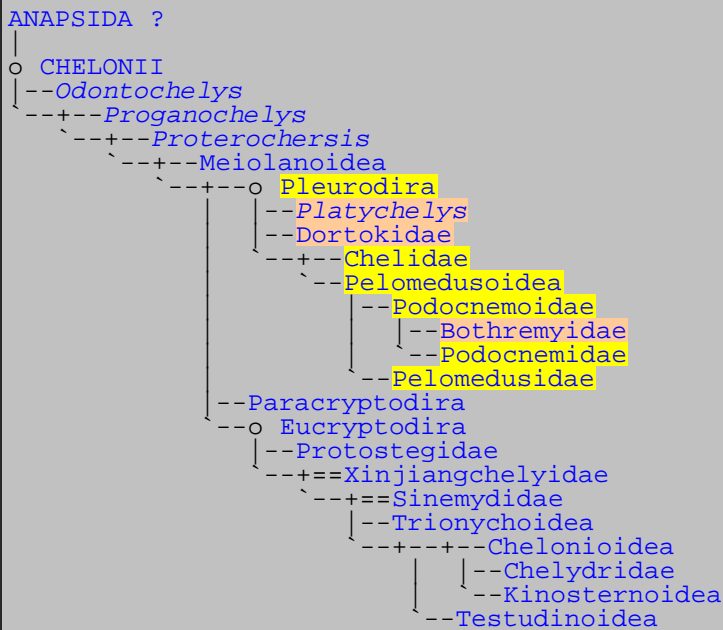 ANAPSIDA ?
|
o CHELONII
|--Odontochelys
`--+--Proganochelys
`--+--Proterochersis
`--+--Meiolanoidea
`--+--o Pleurodira
| |--Platychelys
| |--Dortokidae
| `--+--Chelidae
| `--Pelomedusoidea
| |--Podocnemoidae
| | |--Bothremyidae
| | `--Podocnemidae
| `--Pelomedusidae
|--Paracryptodira
`--o Eucryptodira
|--Protostegidae
`--+==Xinjiangchelyidae
`--+==Sinemydidae
|--Trionychoidea
`--+--+--Chelonioidea
| |--Chelydridae
| `--Kinosternoidea
`--Testudinoidea